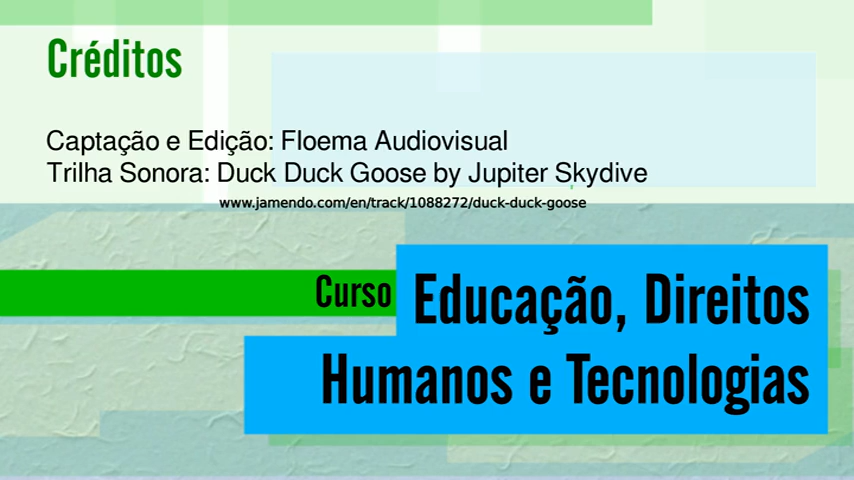 Créditos
Captação e Edição: Floema Audiovisual
Trilha Sonora: Duck Duck Goose by Jupiter Skydive
www.jamendo.com/en/track/1088272/duck-duck-goose
Curso Educação, Direitos
Humanos e Tecnologias